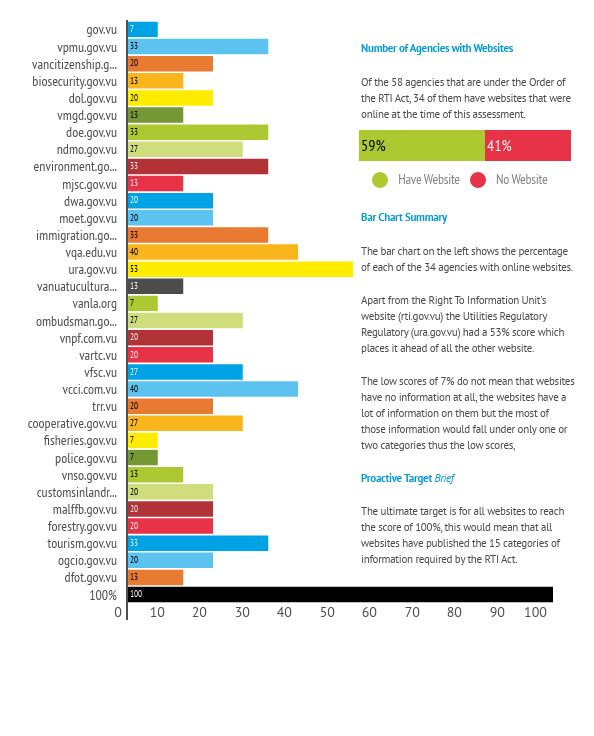 gov.vu 7
vpmu.gov.vu 33
vancitizenship.g... 20
biosecurity.gov.vu 13
dol.gov.vu 20
vmgd.gov.vu 13
doe.gov.vu 33
ndmo.gov.vu 27
environment.go... 33
mjsc.gov.vu 13
dwa.gov.vu 20
moet.gov.vu 20
immigration.go... 33
vqa.edu.vu 40
ura.gov.vu 53
vanuatucultura... 13
vanla.org 7
ombudsman.go... 27
vnpf.com.vu 20
vartc.vu 20
vfsc.vu 27
vcci.com.vu 40
trr.vu 20
cooperative.gov.vu 27
fisheries.gov.vu 7
police.gov.vu 7
vnso.gov.vu 13
customsinlandr... 20
malffb.gov.vu 20
forestry.gov.vu 20
tourism.gov.vu 33
ogcio.gov.vu 20
dfot.gov.vu 13
100% 100
0 10 20 30 40 50 60 70 80 90 100
Number of Agencies with Websites
Of the 58 agencies that are under the Order of
the RTI Act, 34 of them have websites that were
online at the time of this assessment.
59% 41%
Have Website No Website
Bar Chart Summary
The bar chart on the left shows the percentage
of each of the 34 agencies with online websites.
Apart from the Right To Information Unit's
website (rti.gov.vu) the Utilities Regulatory
Regulatory (ura.gov.vu) had a 53% score which
places it ahead of all the other website.
The low scores of 7% do not mean that websites
have no information at all, the websites have a
lot of information on them but the most of
those information would fall under only one or
two categories thus the low scores,
Proactive Target Brief
The ultimate target is for all websites to reach
the score of 100%, this would mean that all
websites have published the 15 categories of
information required by the RTI Act.